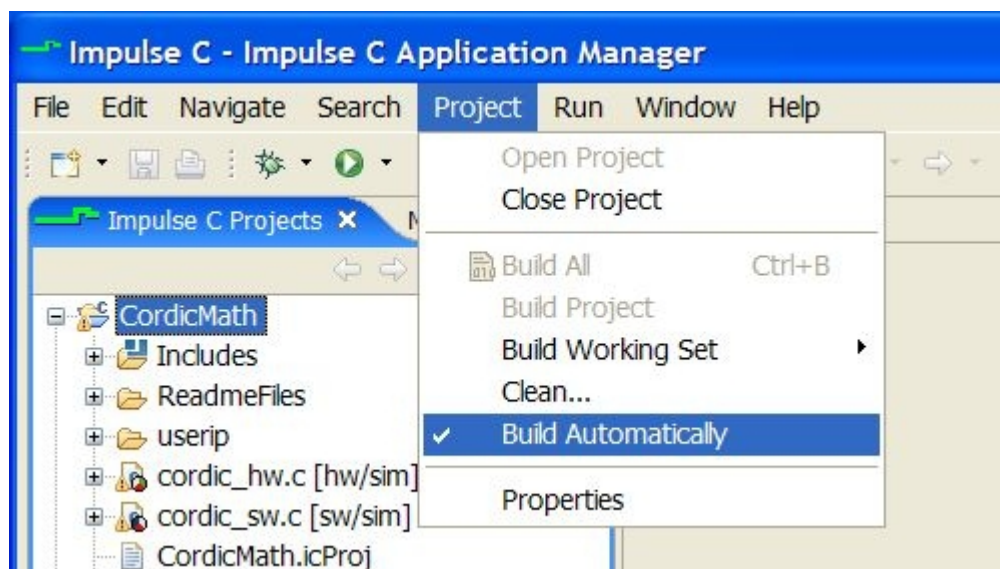 Impulse C - Impulse C Application Manager
File Edit Navigate Search Project Run Window Help
Open Project
Close Project
Impulse C Projects
Build All Ctrl+B
Build Project
CordicMath
Build Working Set
Includes
Clean...
ReadmeFiles
Build Automatically
userip
cordic_hw.c [hw/sim]
Properties
cordic_sw.c [sw/sim]
CordicMath.icProj